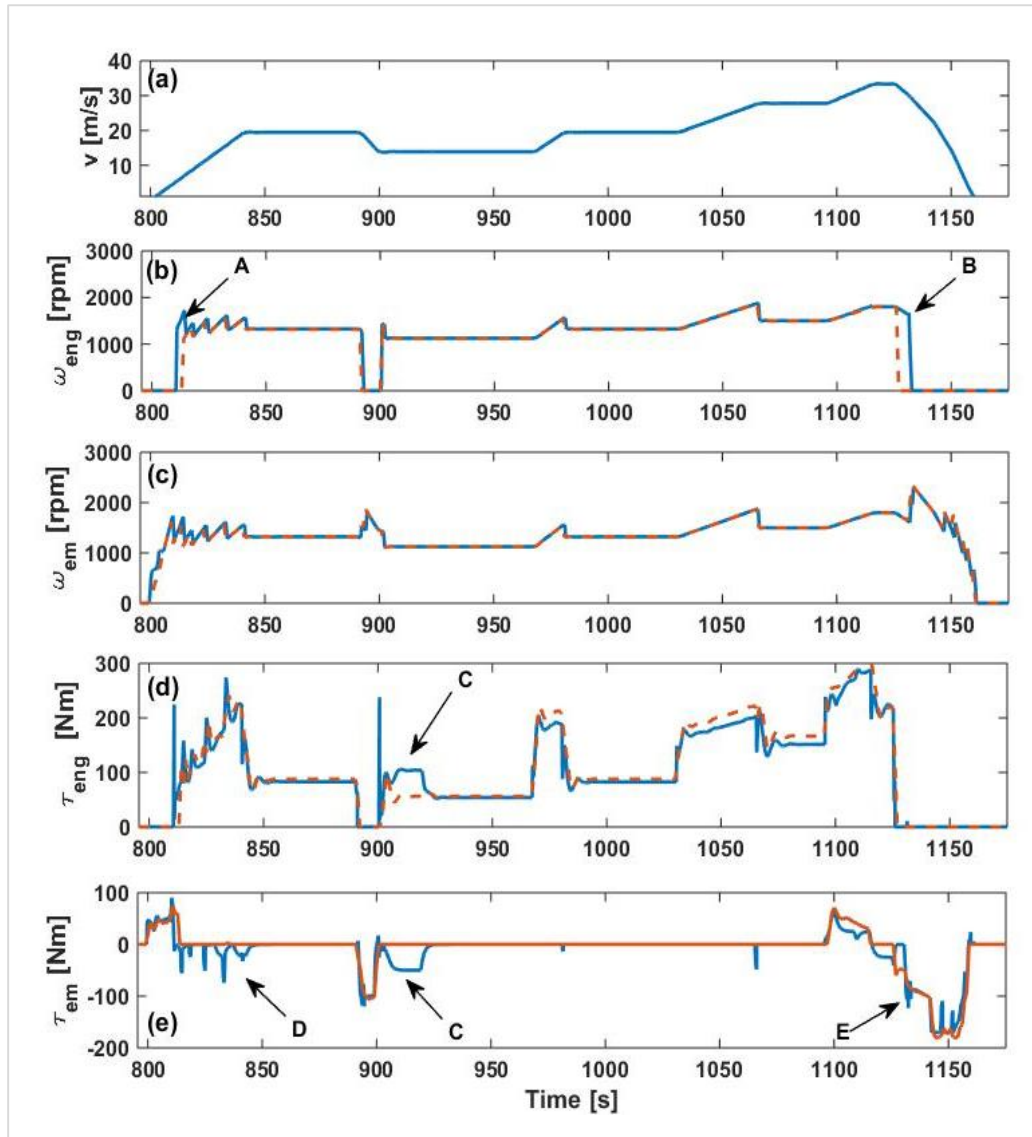 40
30
20
10
(a)
v [m/s]
800 850 900 950 1000 1050 1100 1150
3000
2000
1000
0
(b)
A
B
ω_eng [rpm]
800 850 900 950 1000 1050 1100 1150
3000
2000
1000
0
(c)
ω_em [rpm]
800 850 900 950 1000 1050 1100 1150
300
200
100
0
(d)
C
τ_eng [Nm]
800 850 900 950 1000 1050 1100 1150
100
0
-100
-200
(e)
D
C
E
τ_em [Nm]
800 850 900 950 1000 1050 1100 1150
Time [s]